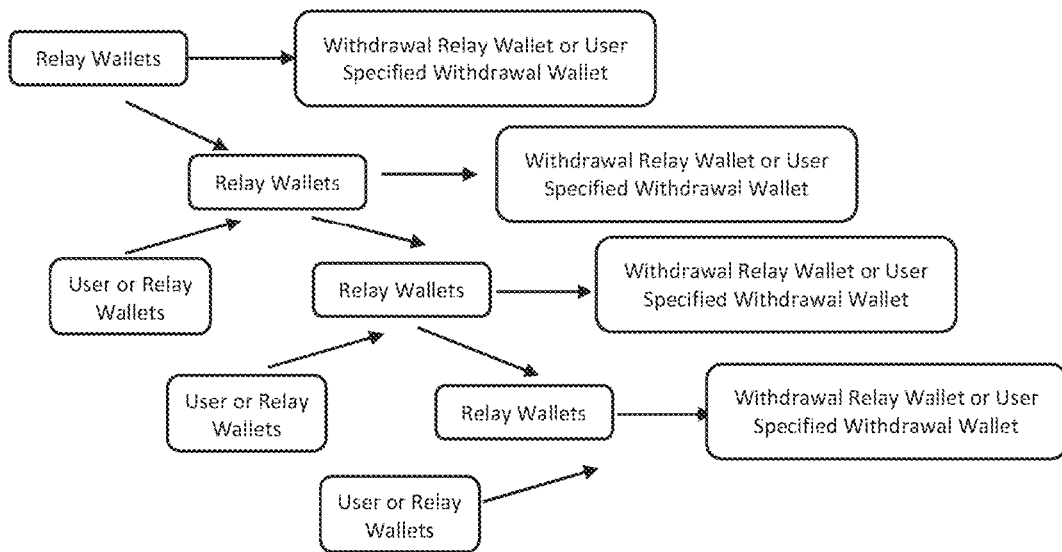 Relay Wallets
Withdrawal Relay Wallet or User
Specified Withdrawal Wallet
Relay Wallets
Withdrawal Relay Wallet or User
Specified Withdrawal Wallet
User or Relay
Wallets
Relay Wallets
Withdrawal Relay Wallet or User
Specified Withdrawal Wallet
User or Relay
Wallets
Relay Wallets
Withdrawal Relay Wallet or User
Specified Withdrawal Wallet
User or Relay
Wallets